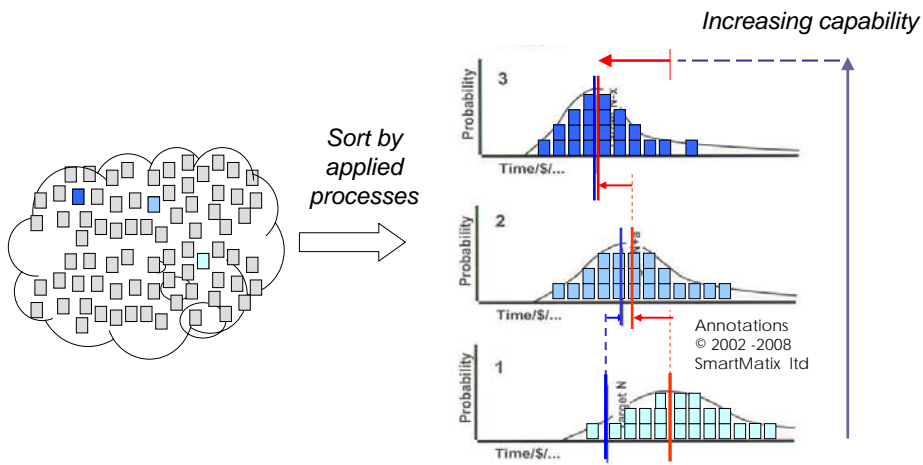 Increasing capability
Sort by
applied
processes
3
Probability
N-x
Time/$/...
2
Probability
N+a
Time/$/...
Annotations
© 2002 -2008
SmartMatix ltd
1
Probability
Target N
Time/$/...